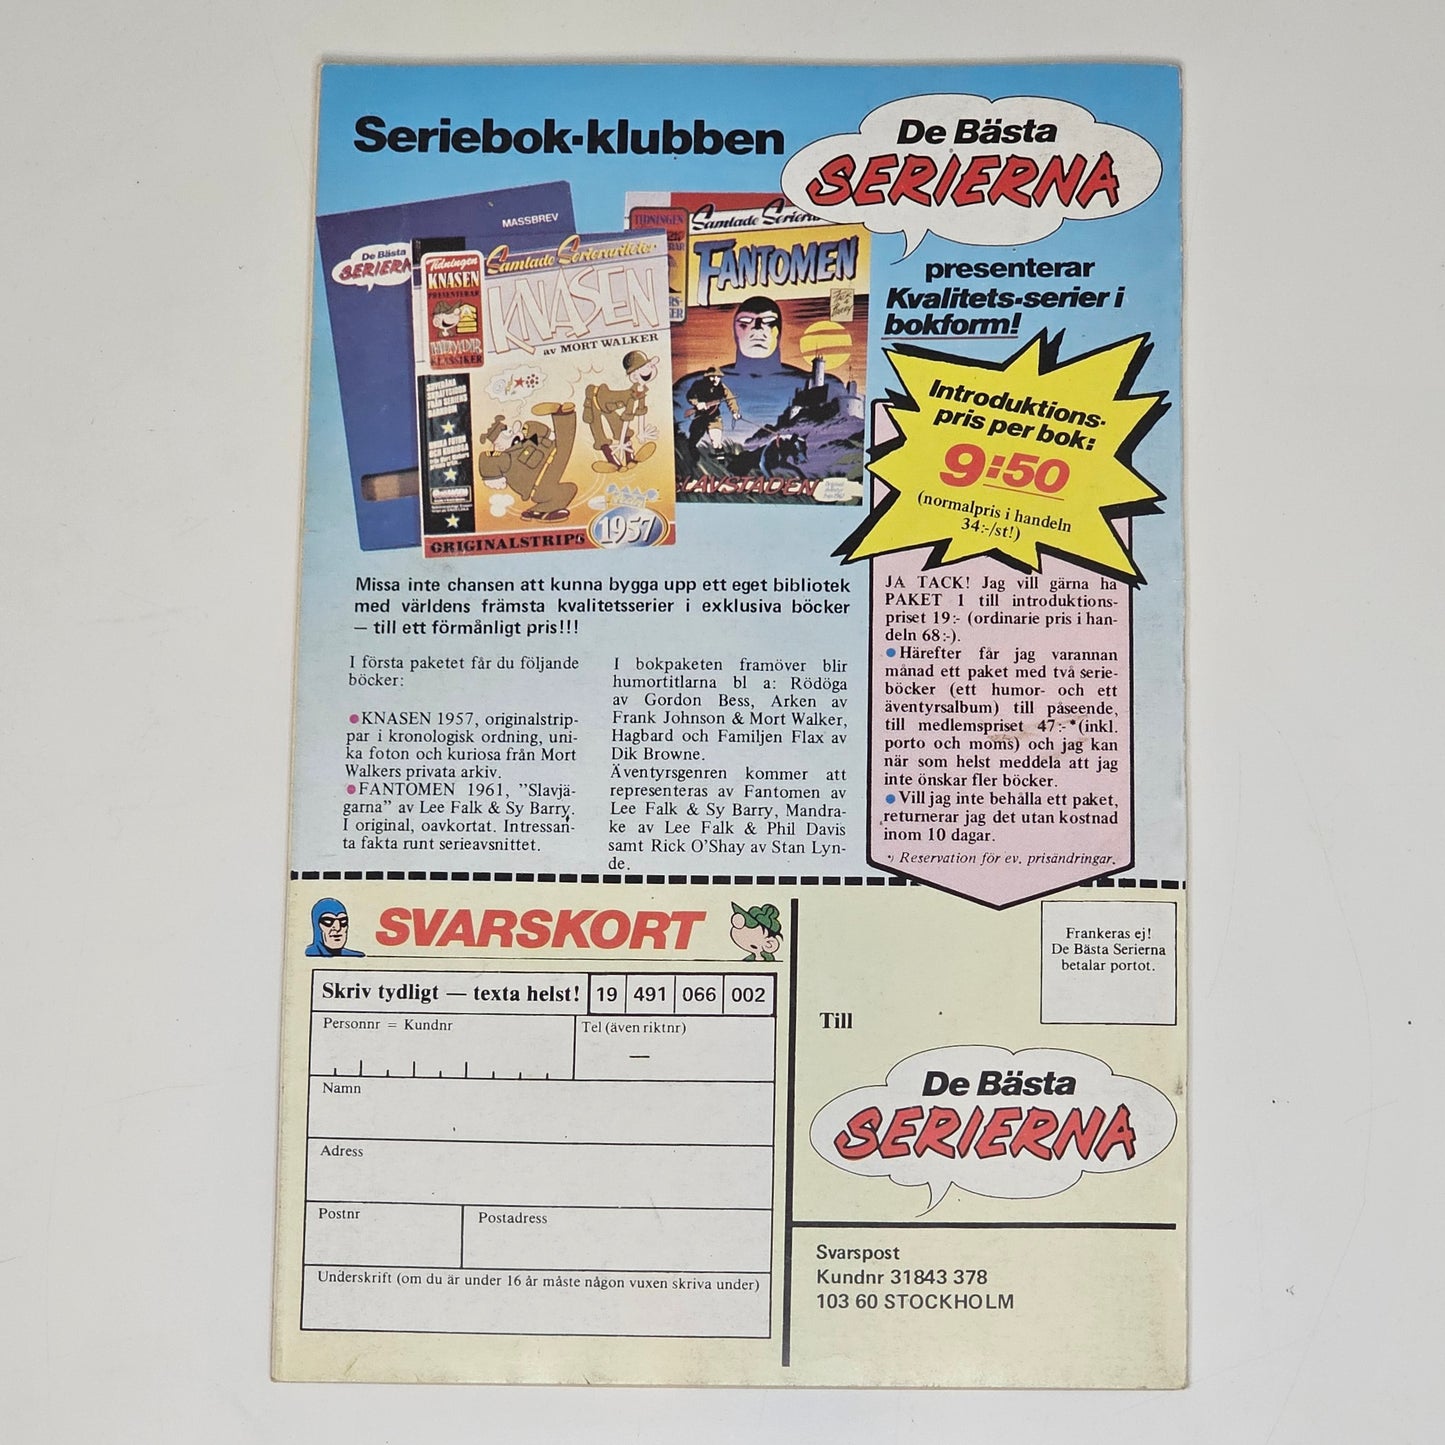 Seriebok-klubben
De Bästa
SERIERNA
presenterar
Kvalitets-serier i
bokform!
MASSBREV
De Bästa
SERIERN
Tidningen
KNASEN
PRESENTERAR
HUMOR
KLASSIKER
Samlade Serierariteter
KNASEN
av MORT WALKER
ORIGINALSTRIPS
1957
TIDNINGEN
Samlade Serierar
FANTOMEN
SLAVSTADEN
Introduktions-
pris per bok:
9:50
(normalpris i handeln
34:-/st!)
Missa inte chansen att kunna bygga upp ett eget bibliotek
med världens främsta kvalitetsserier i exklusiva böcker
— till ett förmånligt pris!!!
I första paketet får du följande
böcker:
●KNASEN 1957, originalstrip-
par i kronologisk ordning, uni-
ka foton och kuriosa från Mort
Walkers privata arkiv.
●FANTOMEN 1961, ”Slavjä-
garna” av Lee Falk & Sy Barry.
I original, oavkortat. Intressan-
ta fakta runt serieavsnittet.
I bokpaketen framöver blir
humortitlarna bl a: Rödöga
av Gordon Bess, Arken av
Frank Johnson & Mort Walker,
Hagbard och Familjen Flax av
Dik Browne.
Äventyrsgenren kommer att
representeras av Fantomen av
Lee Falk & Sy Barry, Mandra-
ke av Lee Falk & Phil Davis
samt Rick O'Shay av Stan Lyn-
de.
JA TACK! Jag vill gärna ha
PAKET 1 till introduktions-
priset 19:- (ordinarie pris i han-
deln 68:-).
●Härefter får jag varannan
månad ett paket med två serie-
böcker (ett humor- och ett
äventyrsalbum) till påseende,
till medlemspriset 47:-*(inkl.
porto och moms) och jag kan
när som helst meddela att jag
inte önskar fler böcker.
●Vill jag inte behålla ett paket,
returnerar jag det utan kostnad
inom 10 dagar.
*) Reservation för ev. prisändringar.
SVARSKORT
Skriv tydligt — texta helst! 19 491 066 002
Personnr = Kundnr
Tel (även riktnr)
—
Namn
Adress
Postnr
Postadress
Underskrift (om du är under 16 år måste någon vuxen skriva under)
Frankeras ej!
De Bästa Serierna
betalar portot.
Till
De Bästa
SERIERNA
Svarspost
Kundnr 31843 378
103 60 STOCKHOLM